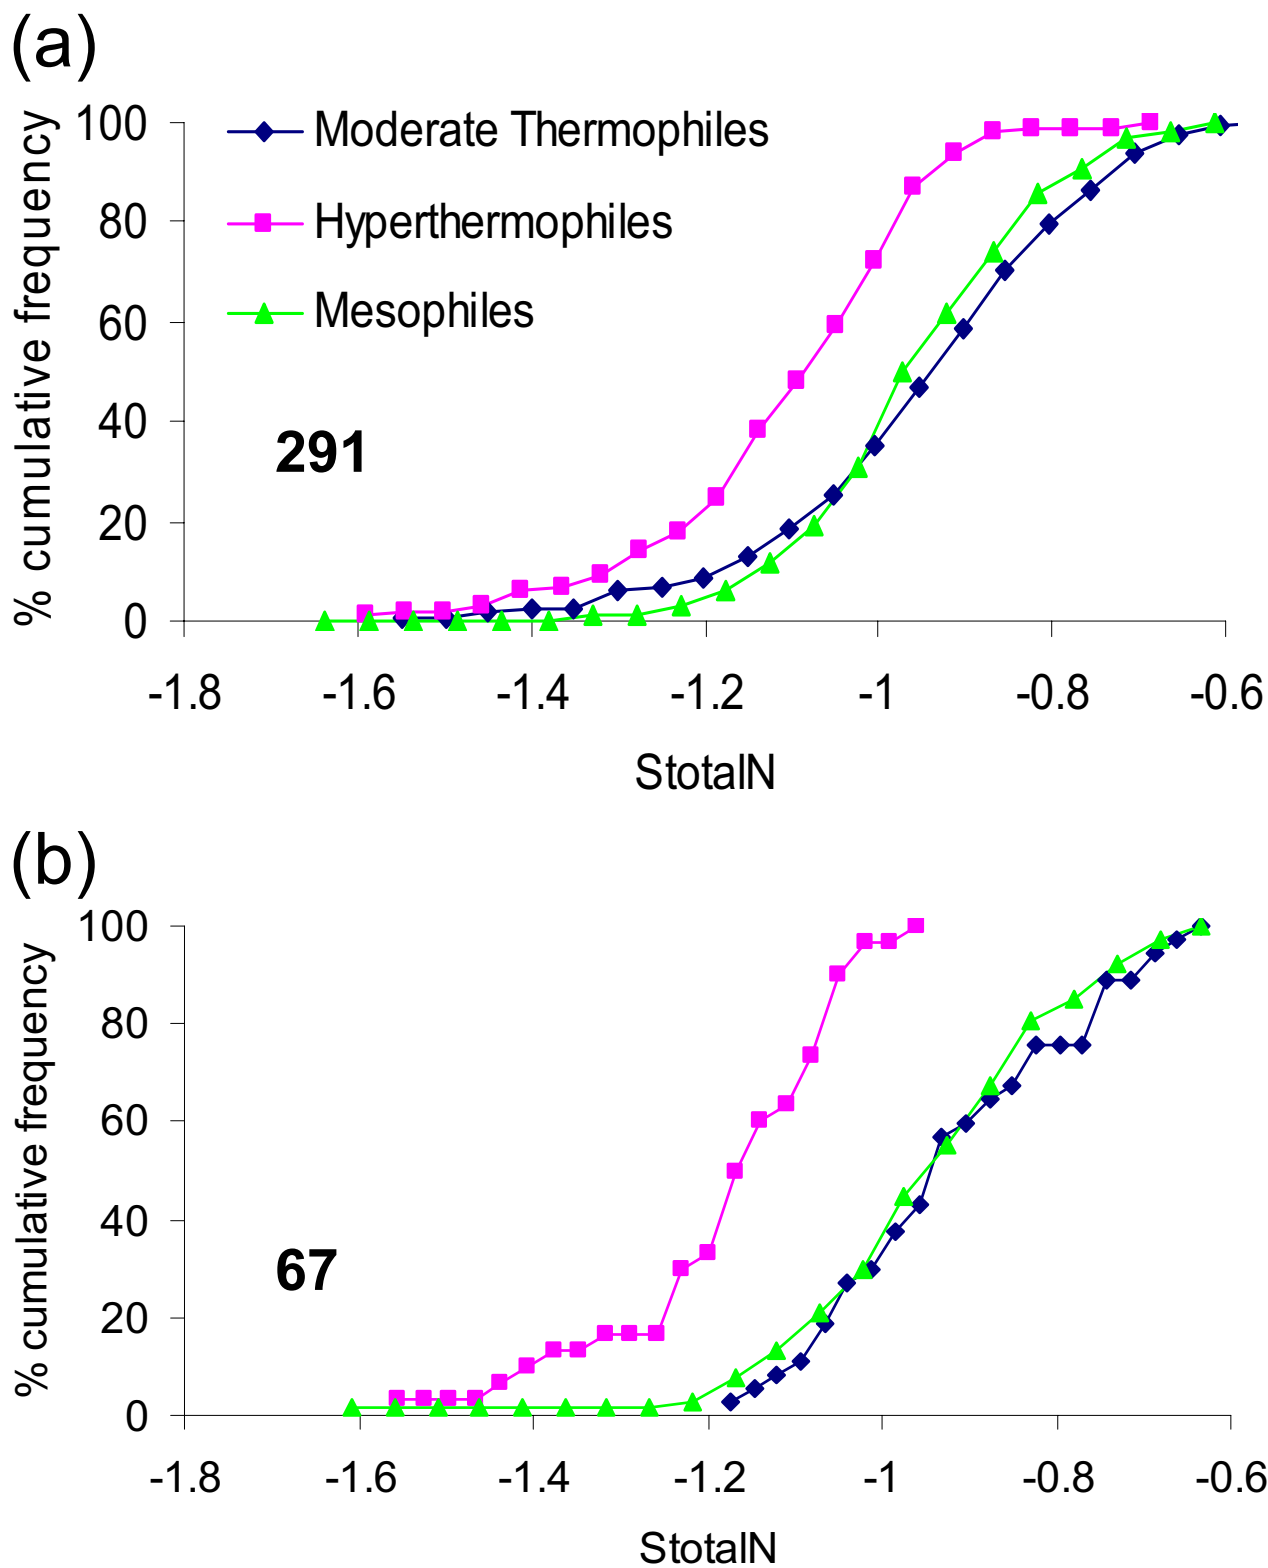 (a)
% cumulative frequency
100
80
60
40
20
0
Moderate Thermophiles
Hyperthermophiles
Mesophiles
291
-1.8 -1.6 -1.4 -1.2 -1 -0.8 -0.6
StotalN
(b)
% cumulative frequency
100
80
60
40
20
0
67
-1.8 -1.6 -1.4 -1.2 -1 -0.8 -0.6
StotalN